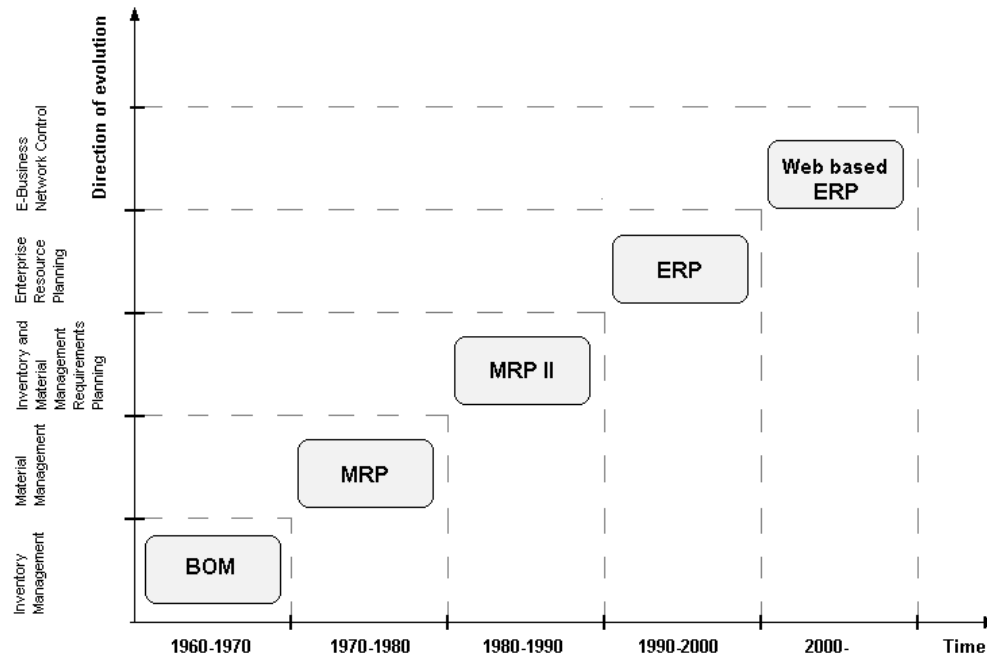 Direction of evolution
E-Business
Network Control
Enterprise
Resource
Planning
Inventory and
Material
Management
Requirements
Planning
Material
Management
Inventory
Management
Web based
ERP
ERP
MRP II
MRP
BOM
1960-1970
1970-1980
1980-1990
1990-2000
2000-
Time